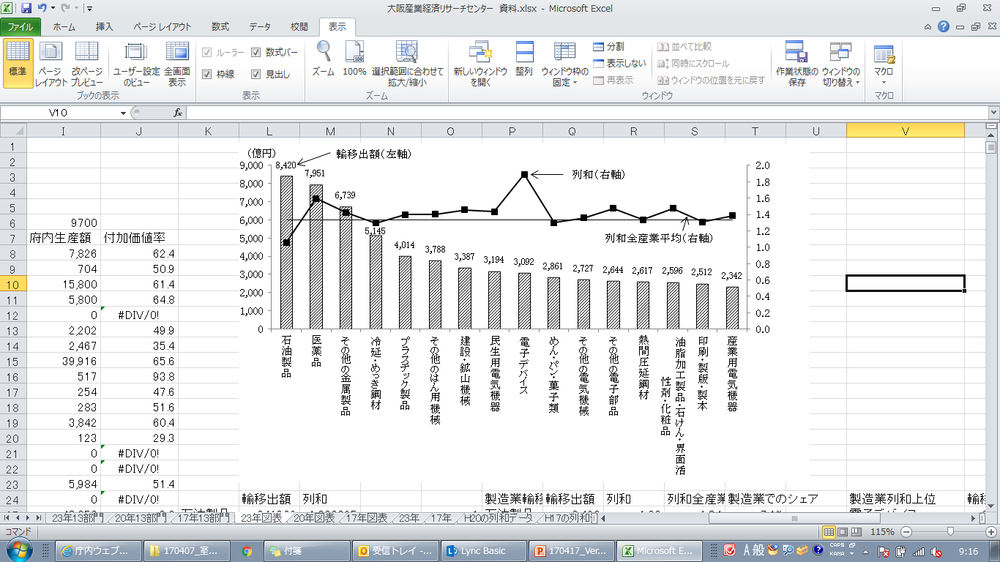 大阪産業経済リサーチセンター 資料.xlsx - Microsoft Excel
ファイル ホーム 挿入 ページ レイアウト 数式 データ 校閲 表示
標準 ページ レイアウト 改ページ プレビュー ユーザー設定のビュー 全画面表示 ルーラー 数式バー 枠線 見出し ズーム 100% 選択範囲に合わせて拡大/縮小 新しいウィンドウを開く 整列 ウィンドウ枠の固定 分割 表示しない 再表示 並べて比較 同時にスクロール ウィンドウの位置を元に戻す 作業状態の保存 ウィンドウの切り替え マクロ
ブックの表示 表示 ズーム ウィンドウ マクロ
V10 fx
I J K L M N O P Q R S T U V
1
2
3
4
5
6 9700
7 府内生産額 付加価値率
8 7,826 62.4
9 704 50.9
10 15,800 61.4
11 5,800 64.8
12 0 #DIV/0!
13 2,202 49.9
14 2,467 35.4
15 39,916 65.6
16 517 93.8
17 254 47.6
18 283 51.6
19 3,842 60.4
20 123 29.3
21 0 #DIV/0!
22 0 #DIV/0!
23 5,984 51.4
24 0 #DIV/0! 輸移出額 列和 製造業輸移 輸移出額 列和 列和全産業 製造業でのシェア 製造業列和上位 輸移
(億円)
輸移出額(左軸)
列和(右軸)
列和全産業平均(右軸)
9,000
8,000
7,000
6,000
5,000
4,000
3,000
2,000
1,000
0
8,420
7,951
6,739
5,145
4,014
3,788
3,387
3,194
3,092
2,861
2,727
2,644
2,617
2,596
2,512
2,342
2.0
1.8
1.6
1.4
1.2
1.0
0.8
0.6
0.4
0.2
0.0
石油製品
医薬品
その他の金属製品
冷延・めっき鋼材
プラスチック製品
その他のはん用機械
建設・鉱山機械
民生用電気機器
電子デバイス
めん・パン・菓子類
その他の電気機械
その他の電子部品
熱間圧延鋼材
油脂加工製品・石けん・界面活
性剤・化粧品
印刷・製版・製本
産業用電気機器
23年13部門 20年13部門 17年13部門 23年図表 20年図表 17年図表 23年 17年 H20の列和データ H17の列和
コマンド 115%
庁内ウェブ... 170407_室... 付箋 受信トレイ -... Lync Basic 170417_Ver... Microsoft E... A 般 CAPS KANA 9:16